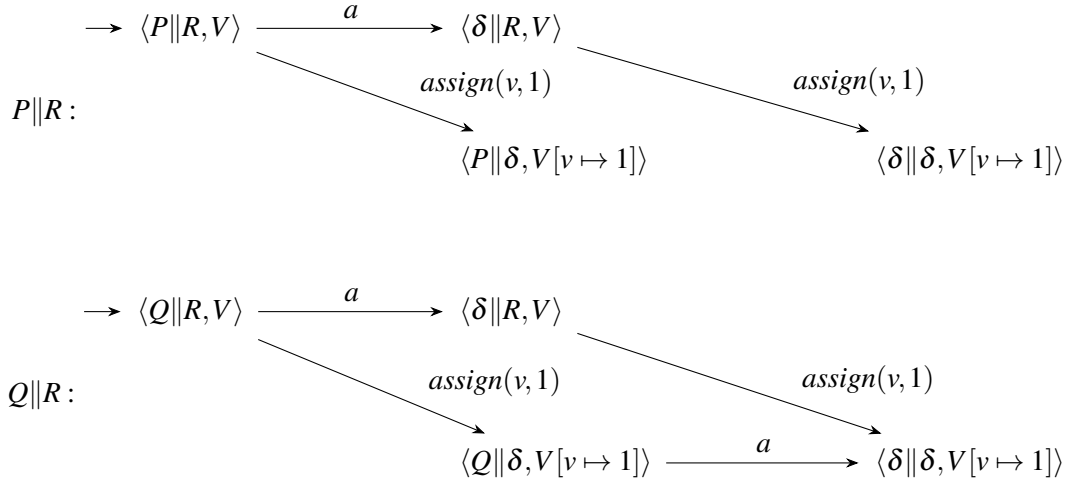 ⟨P∥R, V⟩ a ⟨δ∥R, V⟩
assign(v, 1) assign(v, 1)
P∥R :
⟨P∥δ, V[v ↦ 1]⟩ ⟨δ∥δ, V[v ↦ 1]⟩
⟨Q∥R, V⟩ a ⟨δ∥R, V⟩
assign(v, 1) assign(v, 1)
Q∥R :
⟨Q∥δ, V[v ↦ 1]⟩ a ⟨δ∥δ, V[v ↦ 1]⟩